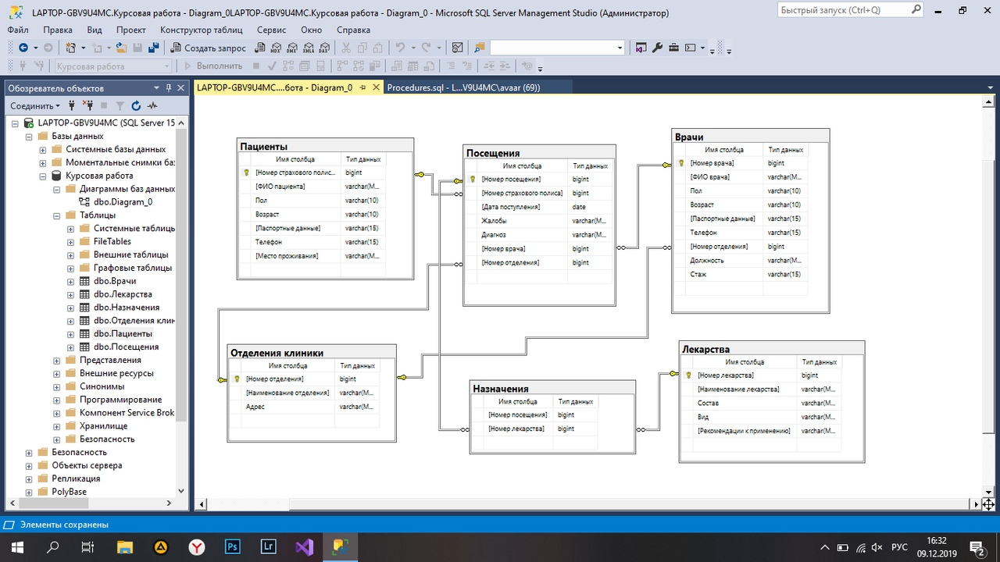 LAPTOP-GBV9U4MC.Курсовая работа - Diagram_0LAPTOP-GBV9U4MC.Курсовая работа - Diagram_0 - Microsoft SQL Server Management Studio (Администратор)
Быстрый запуск (Ctrl+Q)
Файл Правка Вид Проект Конструктор таблиц Сервис Окно Справка
Создать запрос MDX DMX XMLA DAX
Курсовая работа Выполнить
Обозреватель объектов
LAPTOP-GBV9U4MC....бота - Diagram_0
Procedures.sql - L...V9U4MC\avaar (69))
Соединить
LAPTOP-GBV9U4MC (SQL Server 15
Базы данных
Системные базы данных
Моментальные снимки баз
Курсовая работа
Диаграммы баз данных
dbo.Diagram_0
Таблицы
Системные таблицы
FileTables
Внешние таблицы
Графовые таблицы
dbo.Врачи
dbo.Лекарства
dbo.Назначения
dbo.Отделения клин
dbo.Пациенты
dbo.Посещения
Представления
Внешние ресурсы
Синонимы
Программирование
Компонент Service Brok
Хранилище
Безопасность
Безопасность
Объекты сервера
Репликация
PolyBase
Пациенты
Имя столбца Тип данных
[Номер страхового полис... bigint
[ФИО пациента] varchar(M...
Пол varchar(10)
Возраст varchar(10)
[Паспортные данные] varchar(15)
Телефон varchar(15)
[Место проживания] varchar(M...
Посещения
Имя столбца Тип данных
[Номер посещения] bigint
[Номер страхового полиса] bigint
[Дата поступления] date
Жалобы varchar(M...
Диагноз varchar(M...
[Номер врача] bigint
[Номер отделения] bigint
Врачи
Имя столбца Тип данных
[Номер врача] bigint
[ФИО врача] varchar(M...
Пол varchar(10)
Возраст varchar(10)
[Паспортные данные] varchar(15)
Телефон varchar(15)
[Номер отделения] bigint
Должность varchar(M...
Стаж varchar(15)
Отделения клиники
Имя столбца Тип данных
[Номер отделения] bigint
[Наименование отделения] varchar(M...
Адрес varchar(M...
Назначения
Имя столбца Тип данных
[Номер посещения] bigint
[Номер лекарства] bigint
Лекарства
Имя столбца Тип данных
[Номер лекарства] bigint
[Наименование лекарства] varchar(M...
Состав varchar(M...
Вид varchar(M...
[Рекомендации к применению] varchar(M...
Элементы сохранены
Ps
Lr
РУС
16:32
09.12.2019
2